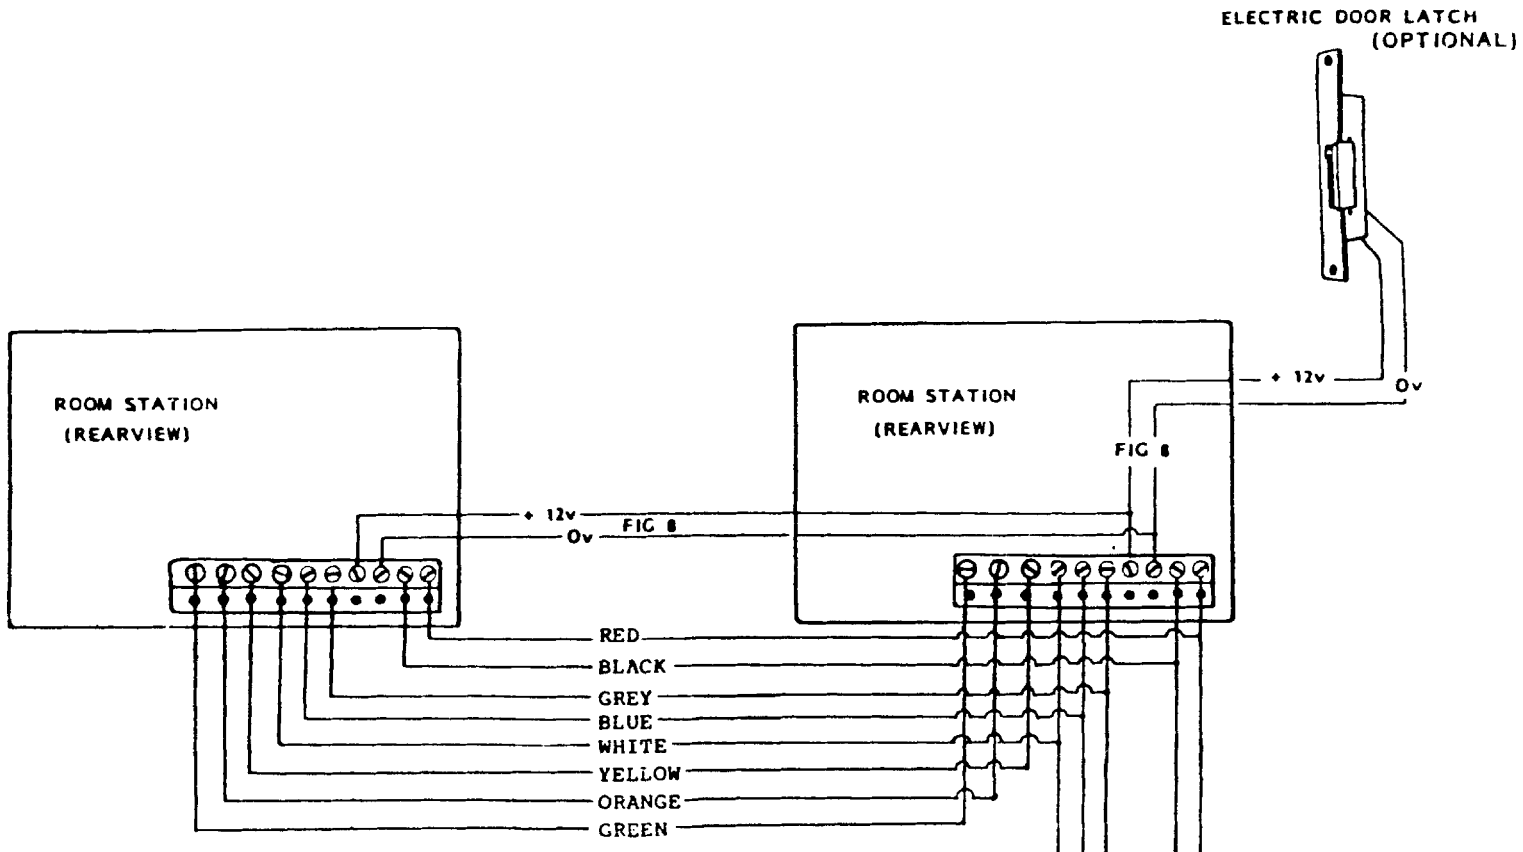 ELECTRIC DOOR LATCH
(OPTIONAL)
ROOM STATION
(REARVIEW)
ROOM STATION
(REARVIEW)
+ 12v
0v
FIG 8
+ 12v
0v
FIG 8
RED
BLACK
GREY
BLUE
WHITE
YELLOW
ORANGE
GREEN